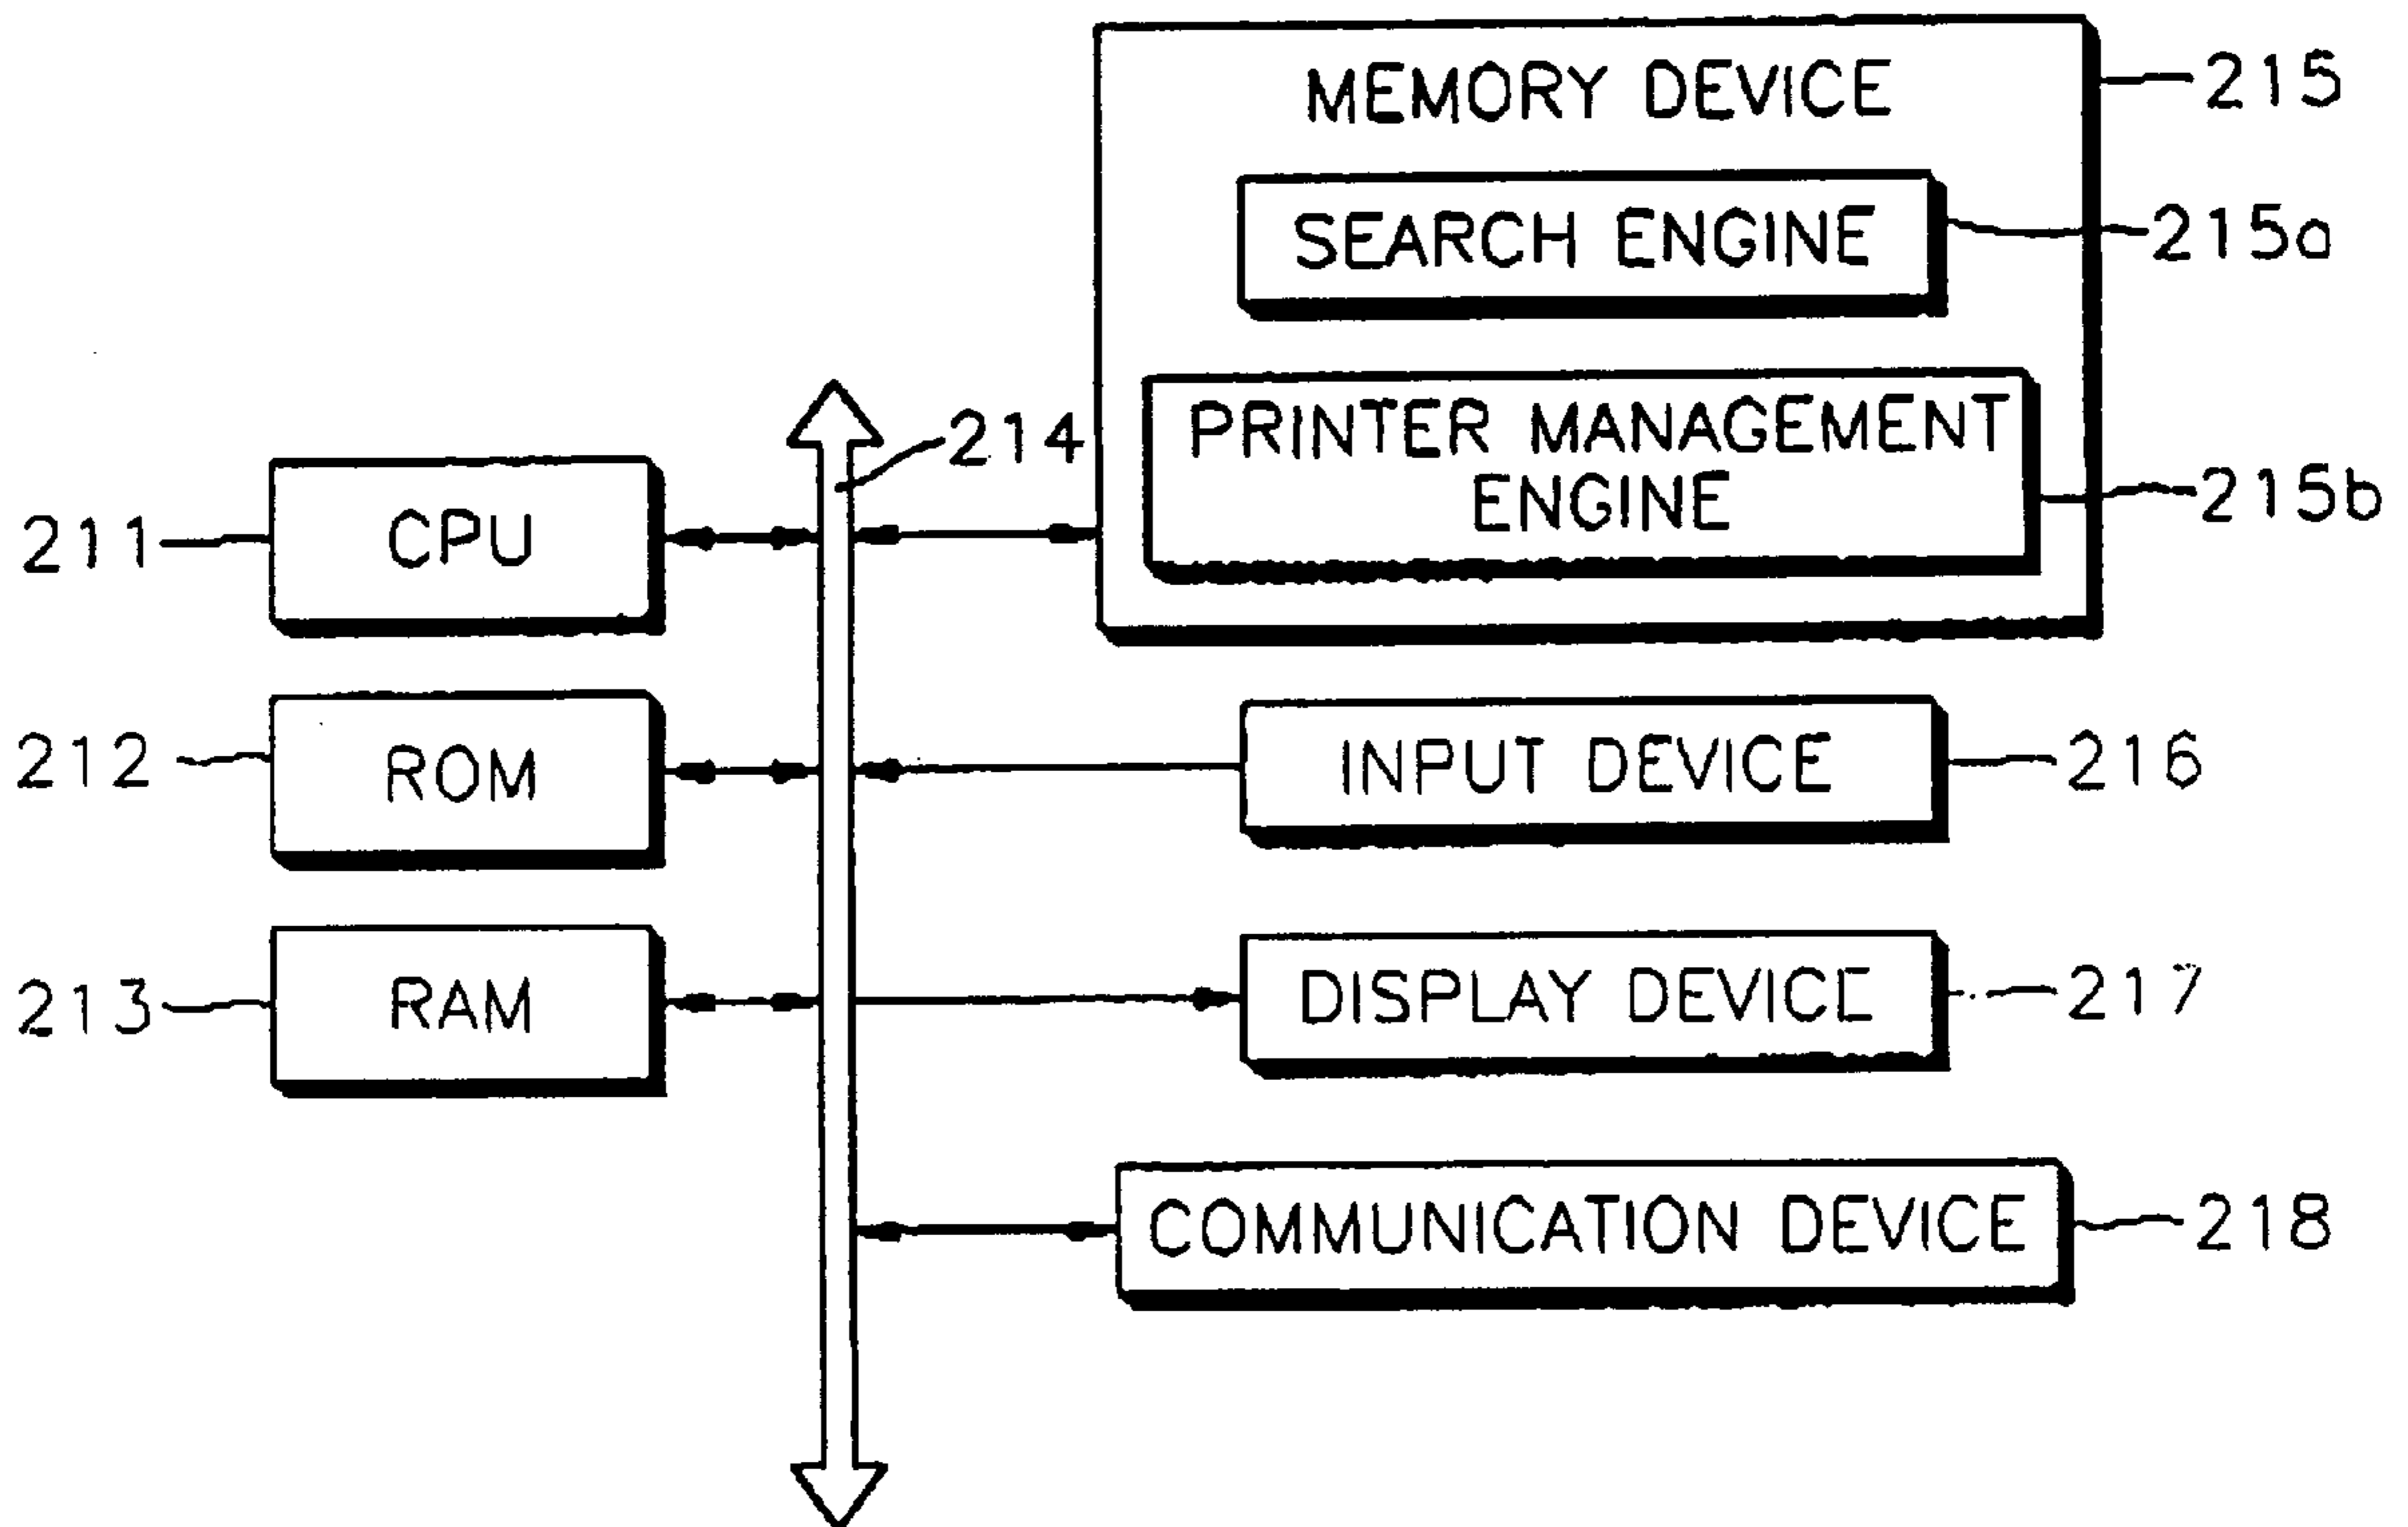 MEMORY DEVICE
215
SEARCH ENGINE
215a
PRINTER MANAGEMENT
ENGINE
215b
214
211
CPU
212
ROM
INPUT DEVICE
216
213
RAM
DISPLAY DEVICE
217
COMMUNICATION DEVICE
218